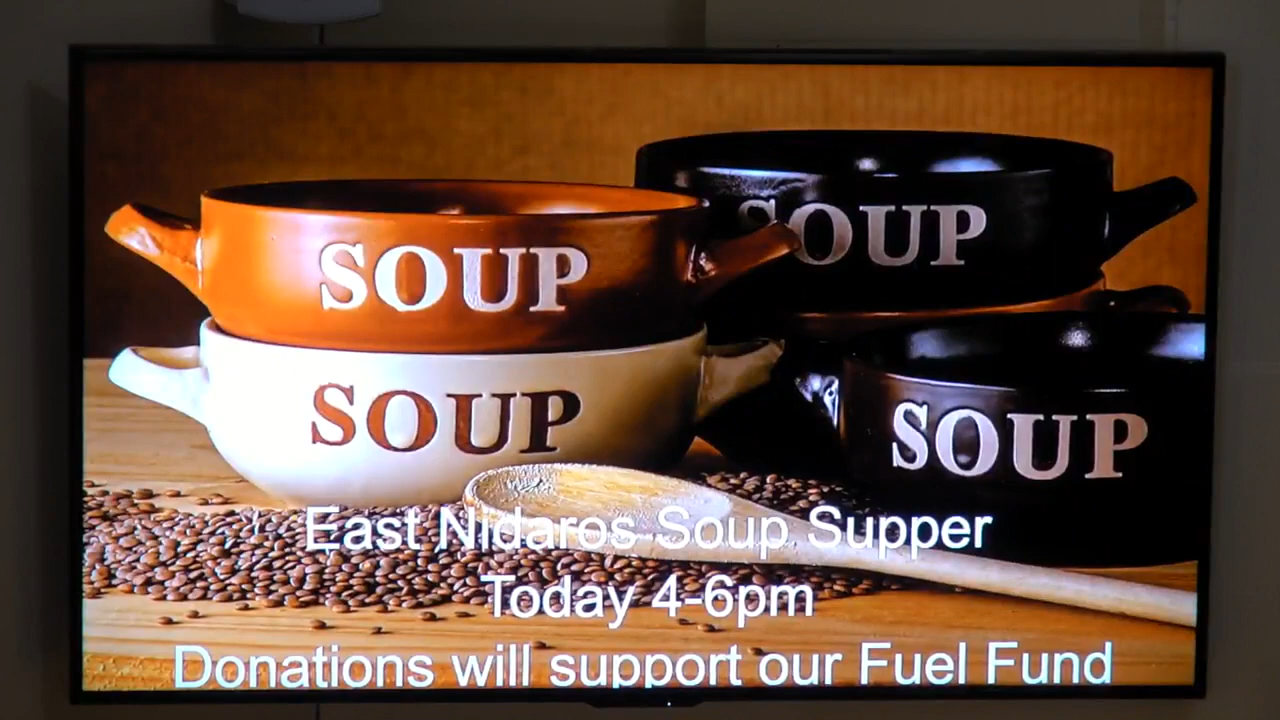 SOUP
SOUP
SOUP
SOUP
East Nidaros Soup Supper
Today 4-6pm
Donations will support our Fuel Fund